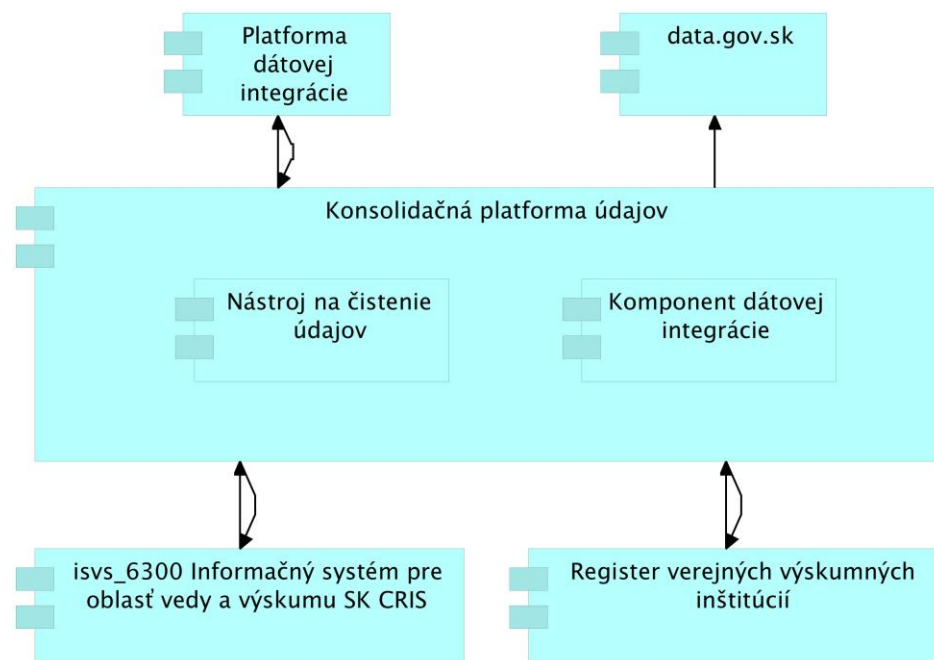 Platforma
dátovej
integrácie
data.gov.sk
Konsolidačná platforma údajov
Nástroj na čistenie
údajov
Komponent dátovej
integrácie
isvs_6300 Informačný systém pre
oblasť vedy a výskumu SK CRIS
Register verejných výskumných
inštitúcií